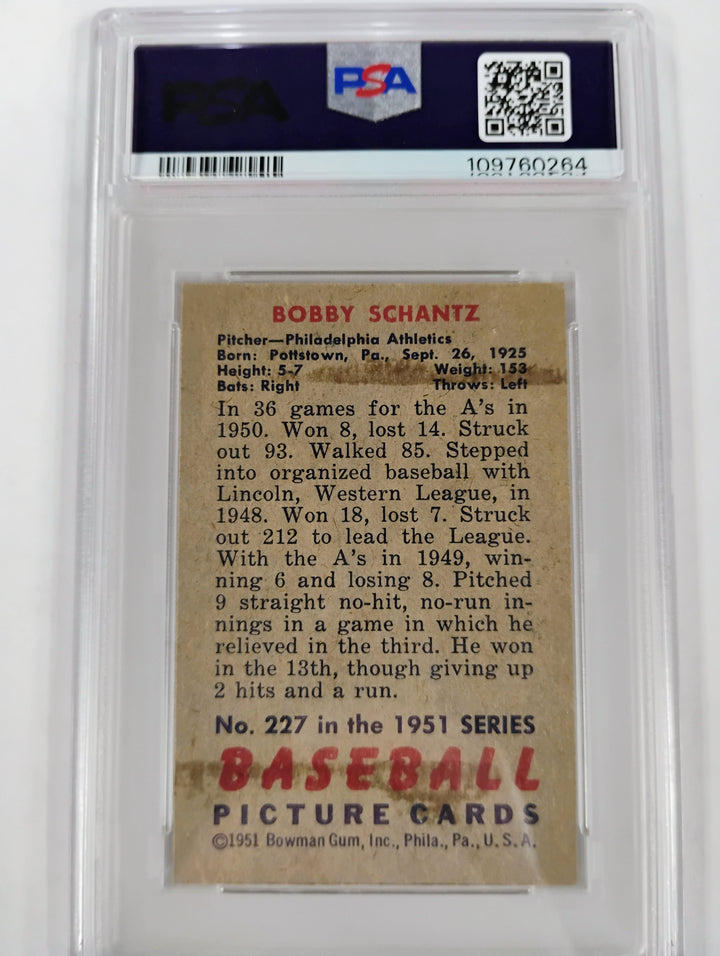 PSA
PSA
109760264
BOBBY SCHANTZ
Pitcher—Philadelphia Athletics
Born: Pottstown, Pa., Sept. 26, 1925
Height: 5-7 Weight: 153
Bats: Right Throws: Left
In 36 games for the A's in
1950. Won 8, lost 14. Struck
out 93. Walked 85. Stepped
into organized baseball with
Lincoln, Western League, in
1948. Won 18, lost 7. Struck
out 212 to lead the League.
With the A's in 1949, win-
ning 6 and losing 8. Pitched
9 straight no-hit, no-run in-
nings in a game in which he
relieved in the third. He won
in the 13th, though giving up
2 hits and a run.
No. 227 in the 1951 SERIES
BASEBALL
PICTURE CARDS
©1951 Bowman Gum, Inc., Phila., Pa., U.S.A.